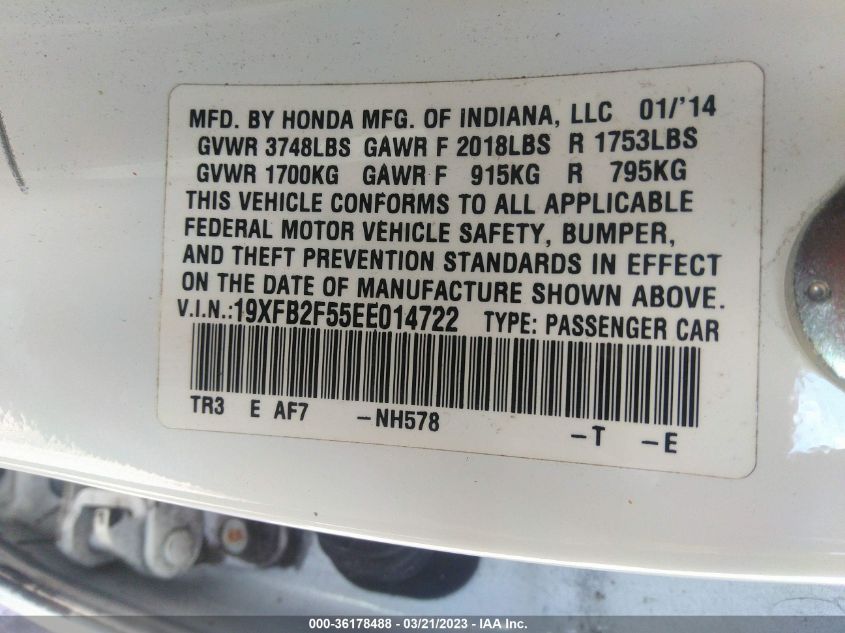 MFD. BY HONDA MFG. OF INDIANA, LLC 01/'14
GVWR 3748LBS GAWR F 2018LBS R 1753LBS
GVWR 1700KG GAWR F 915KG R 795KG
THIS VEHICLE CONFORMS TO ALL APPLICABLE
FEDERAL MOTOR VEHICLE SAFETY, BUMPER,
AND THEFT PREVENTION STANDARDS IN EFFECT
ON THE DATE OF MANUFACTURE SHOWN ABOVE.
V.I.N.:19XFB2F55EE014722 TYPE: PASSENGER CAR
TR3 E AF7 -NH578 -T -E
000-36178488 - 03/21/2023 - IAA Inc.